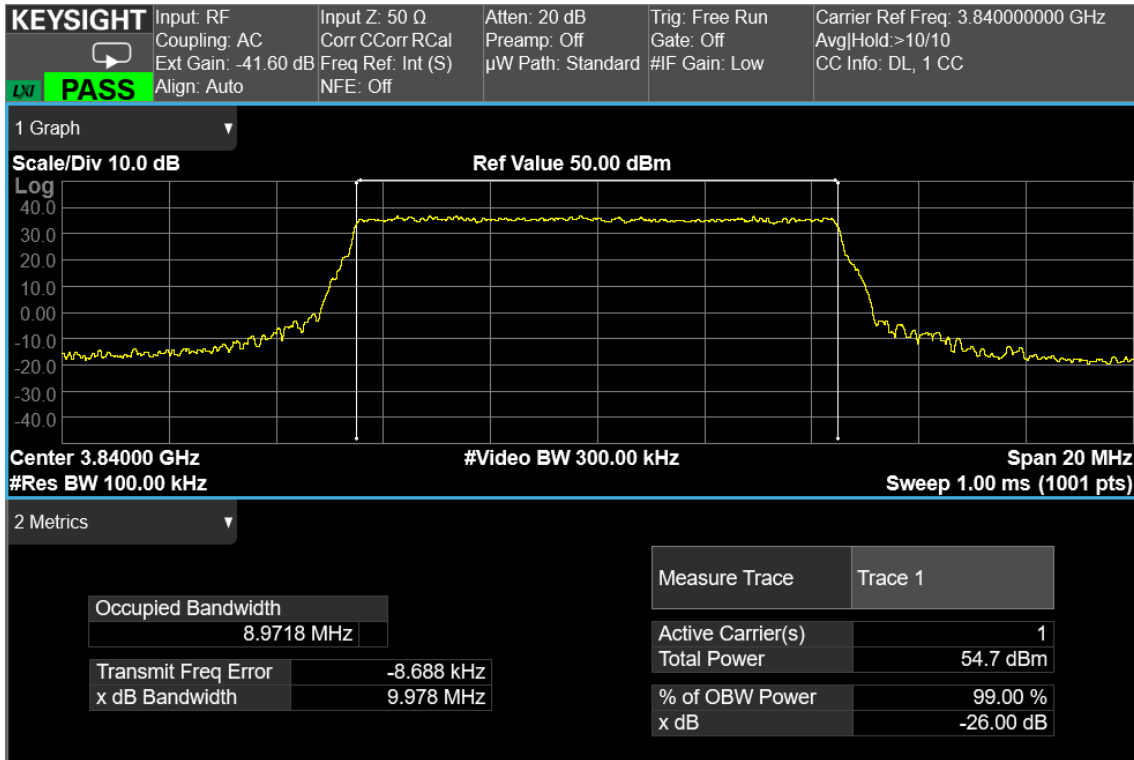 KEYSIGHT Input: RF Input Z: 50 Ω Atten: 20 dB Trig: Free Run Carrier Ref Freq: 3.840000000 GHz
Coupling: AC Corr CCorr RCal Preamp: Off Gate: Off Avg|Hold:>10/10
Ext Gain: -41.60 dB Freq Ref: Int (S) µW Path: Standard #IF Gain: Low CC Info: DL, 1 CC
LXI PASS Align: Auto NFE: Off
1 Graph
Scale/Div 10.0 dB Ref Value 50.00 dBm
Log
40.0
30.0
20.0
10.0
0.00
-10.0
-20.0
-30.0
-40.0
Center 3.84000 GHz #Video BW 300.00 kHz Span 20 MHz
#Res BW 100.00 kHz Sweep 1.00 ms (1001 pts)
2 Metrics
Measure Trace Trace 1
Occupied Bandwidth
8.9718 MHz
Active Carrier(s) 1
Transmit Freq Error -8.688 kHz
Total Power 54.7 dBm
x dB Bandwidth 9.978 MHz
% of OBW Power 99.00 %
x dB -26.00 dB